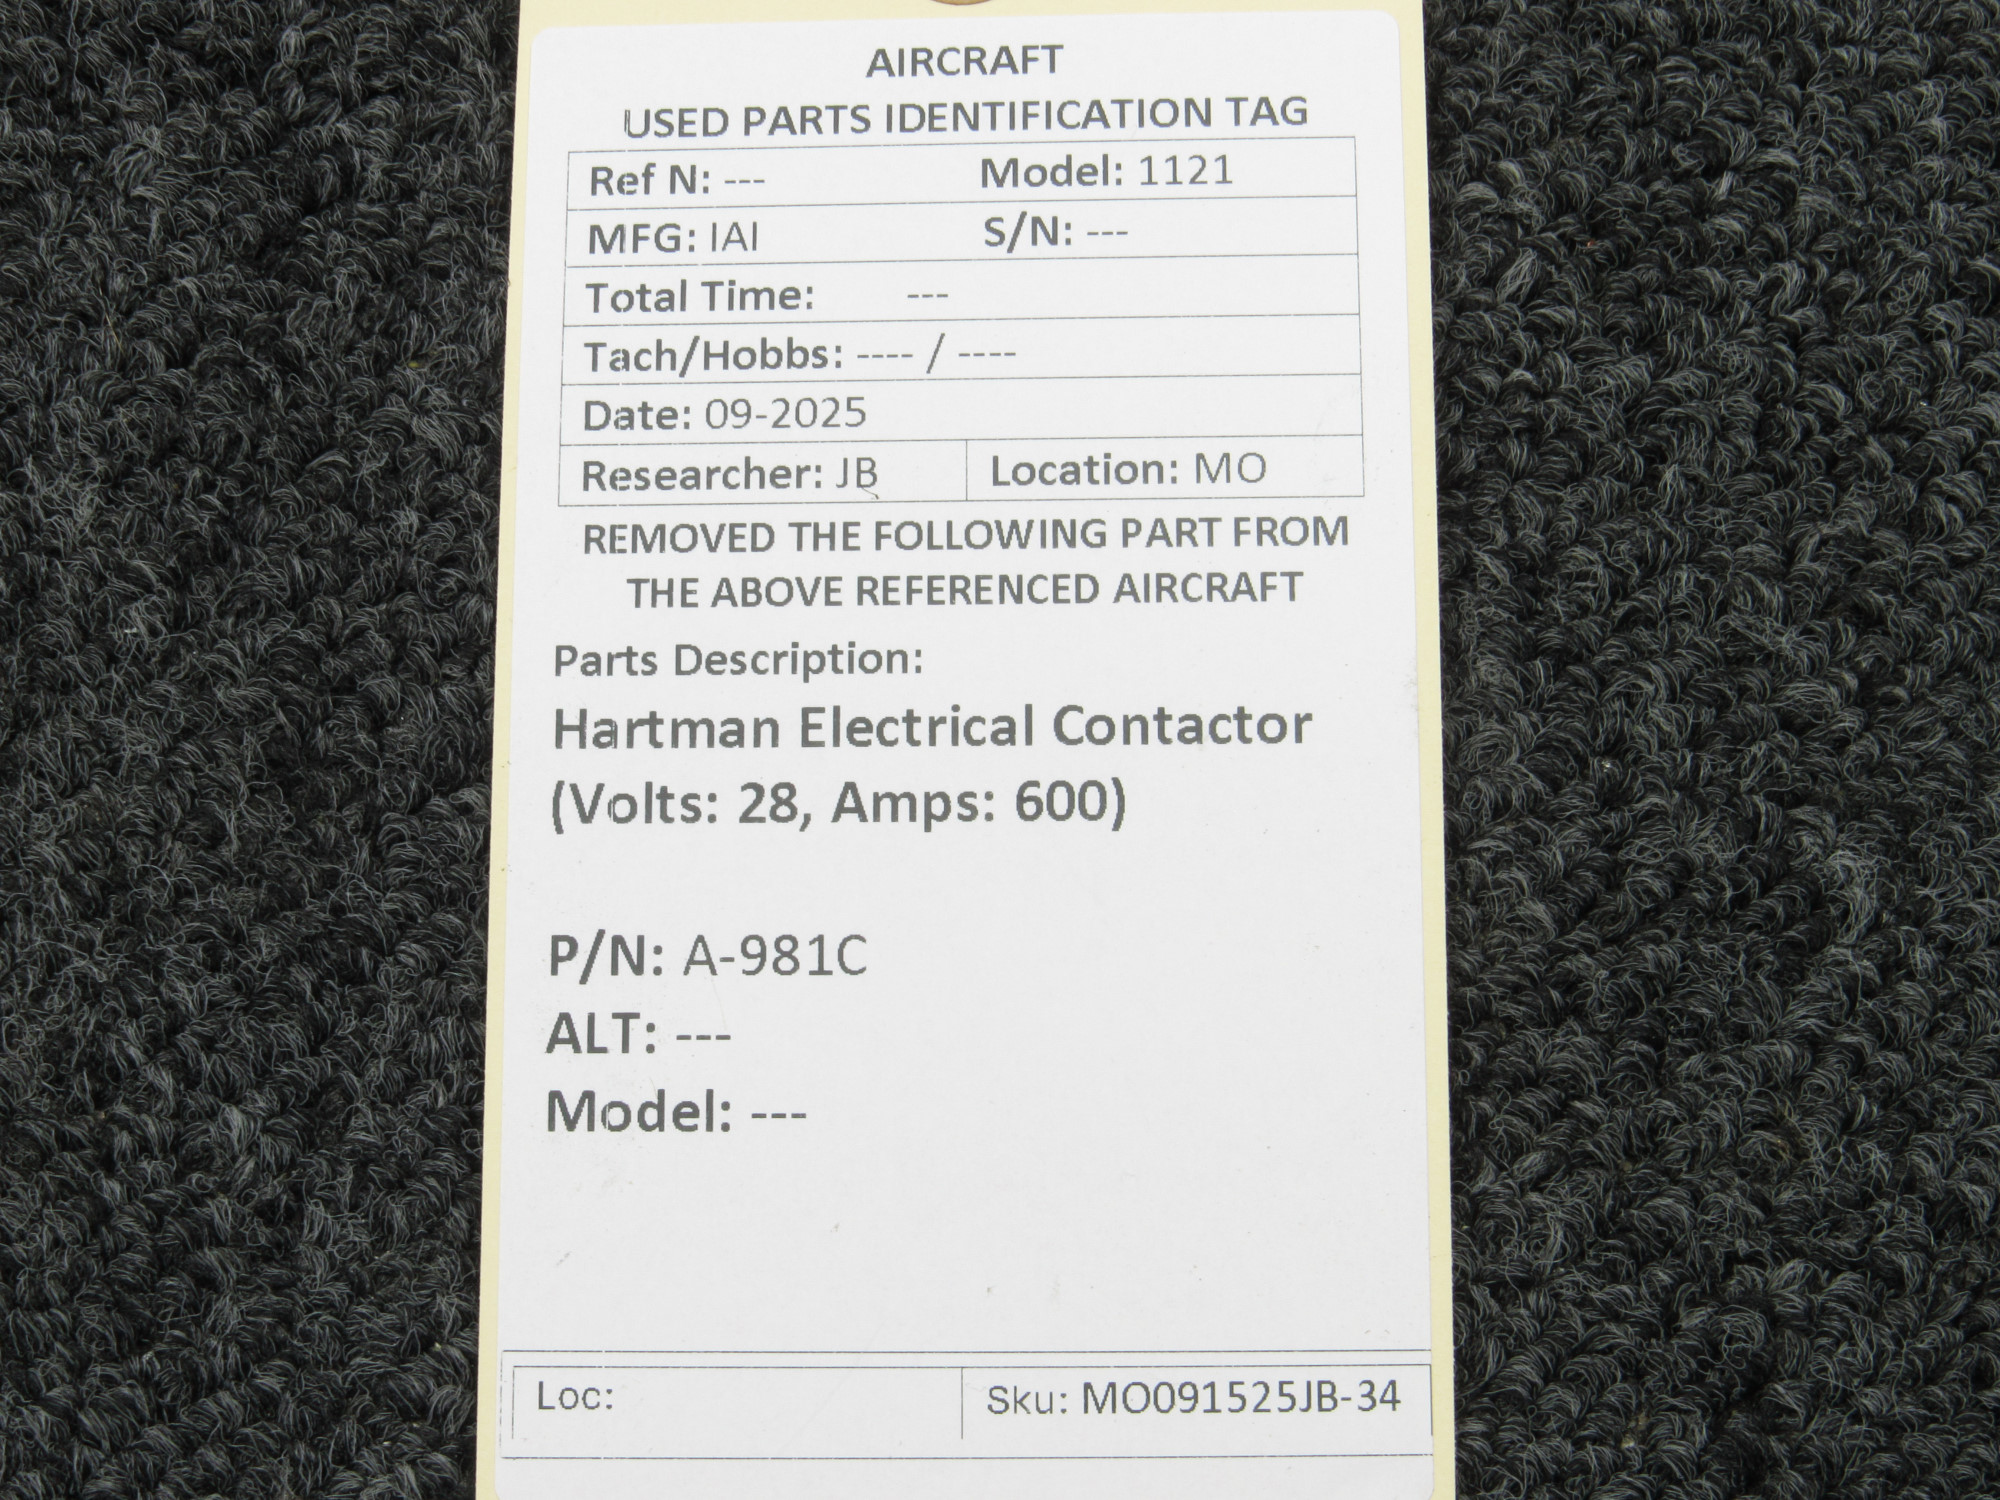 AIRCRAFT
USED PARTS IDENTIFICATION TAG
Ref N: --- Model: 1121
MFG: IAI S/N: ---
Total Time: ---
Tach/Hobbs: ---- / ----
Date: 09-2025
Researcher: JB Location: MO
REMOVED THE FOLLOWING PART FROM
THE ABOVE REFERENCED AIRCRAFT
Parts Description:
Hartman Electrical Contactor
(Volts: 28, Amps: 600)
P/N: A-981C
ALT: ---
Model: ---
Loc: Sku: MO091525JB-34